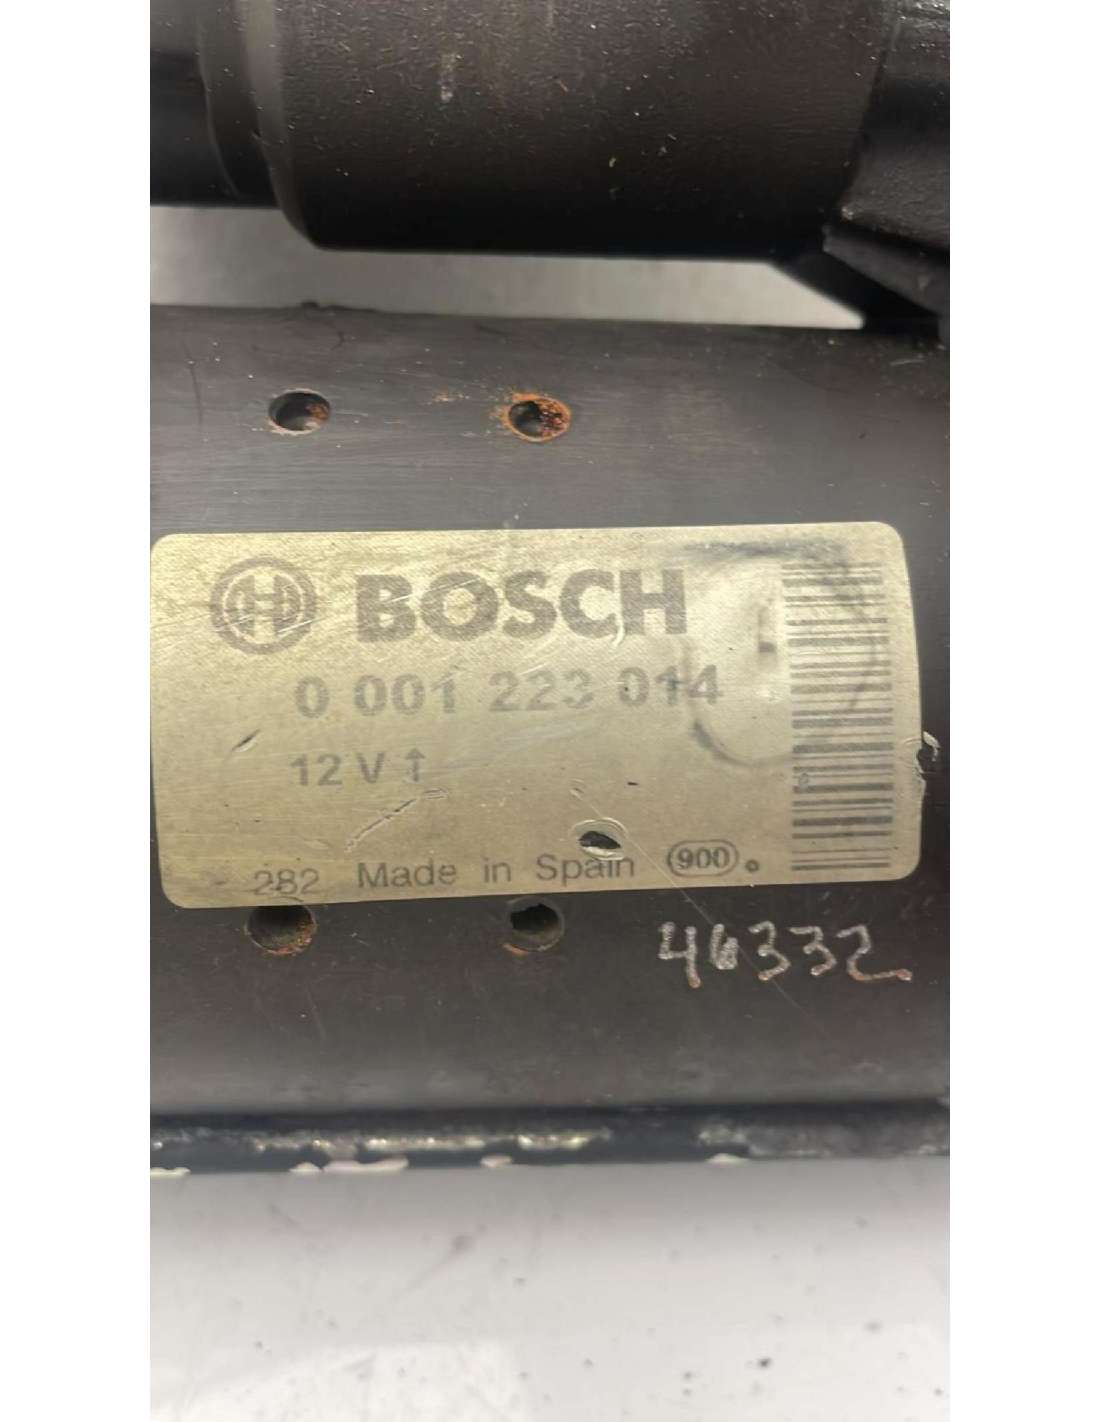 BOSCH
0 001 223 014
12 V ↑
282 Made in Spain 900
46332